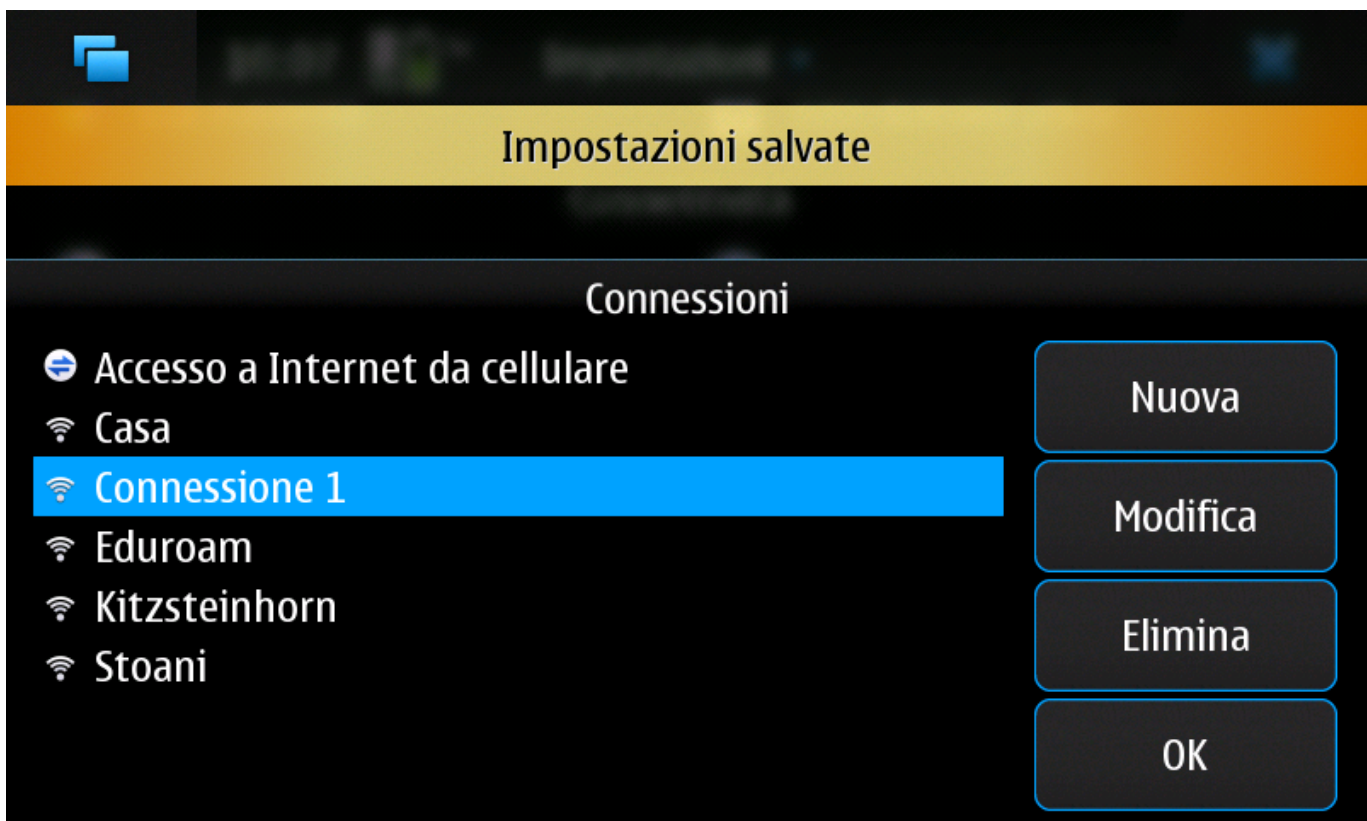 Impostazioni salvate
Connessioni
Accesso a Internet da cellulare
Casa
Connessione 1
Eduroam
Kitzsteinhorn
Stoani
Nuova
Modifica
Elimina
OK